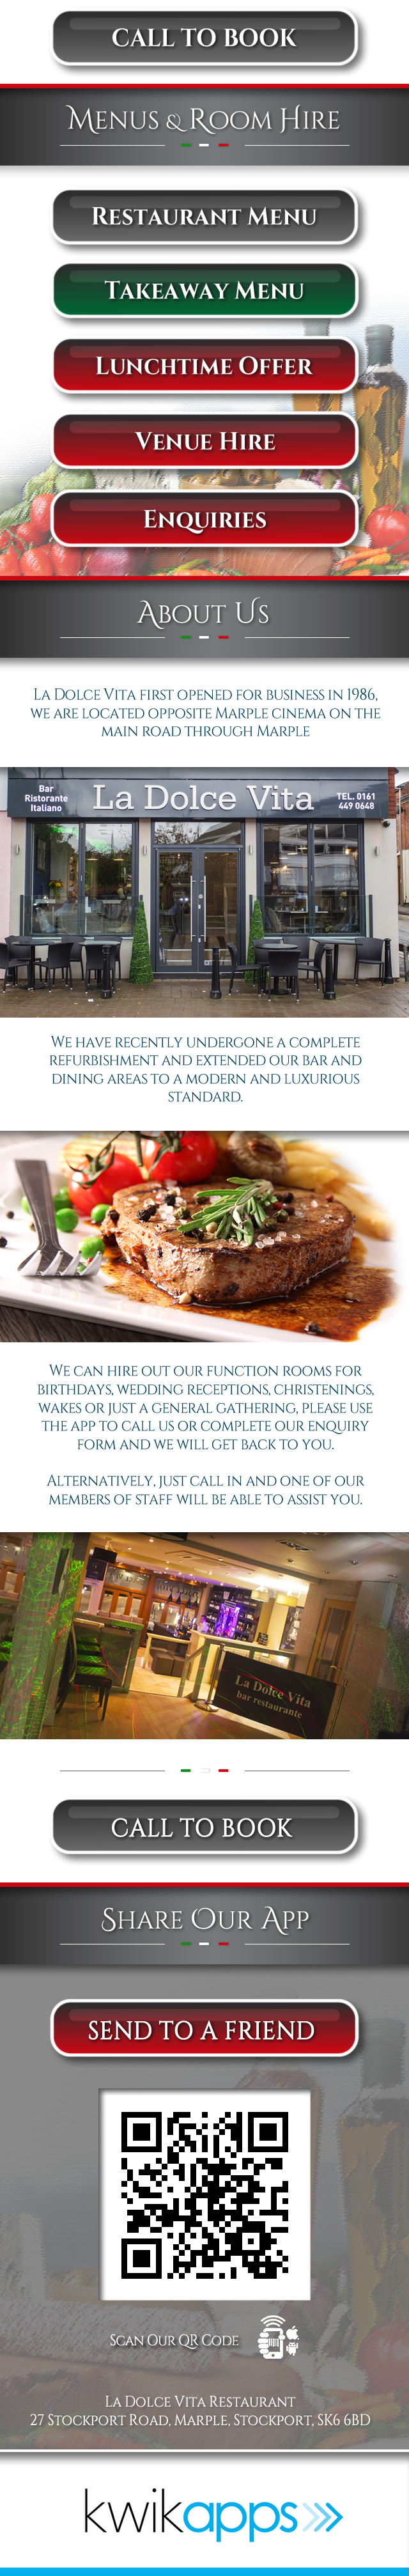 CALL TO BOOK
MENUS & ROOM HIRE
RESTAURANT MENU
TAKEAWAY MENU
LUNCHTIME OFFER
VENUE HIRE
ENQUIRIES
ABOUT US
LA DOLCE VITA FIRST OPENED FOR BUSINESS IN 1986,
WE ARE LOCATED OPPOSITE MARPLE CINEMA ON THE
MAIN ROAD THROUGH MARPLE
Bar
Ristorante
Italiano
La Dolce Vita
TEL. 0161
449 0648
WE HAVE RECENTLY UNDERGONE A COMPLETE
REFURBISHMENT AND EXTENDED OUR BAR AND
DINING AREAS TO A MODERN AND LUXURIOUS
STANDARD.
WE CAN HIRE OUT OUR FUNCTION ROOMS FOR
BIRTHDAYS, WEDDING RECEPTIONS, CHRISTENINGS,
WAKES OR JUST A GENERAL GATHERING, PLEASE USE
THE APP TO CALL US OR COMPLETE OUR ENQUIRY
FORM AND WE WILL GET BACK TO YOU.
ALTERNATIVELY, JUST CALL IN AND ONE OF OUR
MEMBERS OF STAFF WILL BE ABLE TO ASSIST YOU.
La Dolce Vita
bar restaurante
CALL TO BOOK
SHARE OUR APP
SEND TO A FRIEND
SCAN OUR QR CODE
LA DOLCE VITA RESTAURANT
27 STOCKPORT ROAD, MARPLE, STOCKPORT, SK6 6BD
kwikapps